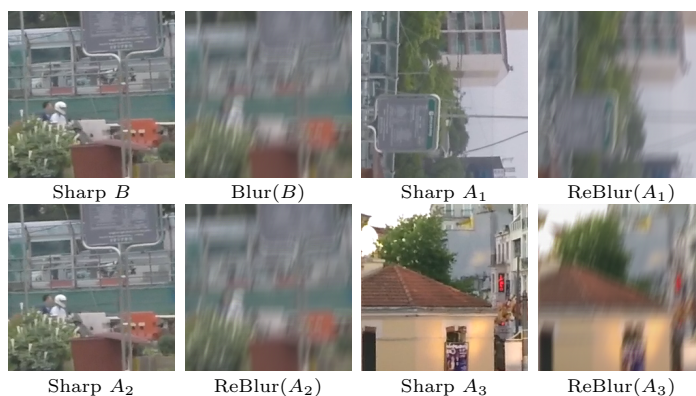 Sharp B
Blur(B)
Sharp A₁
ReBlur(A₁)
Sharp A₂
ReBlur(A₂)
Sharp A₃
ReBlur(A₃)